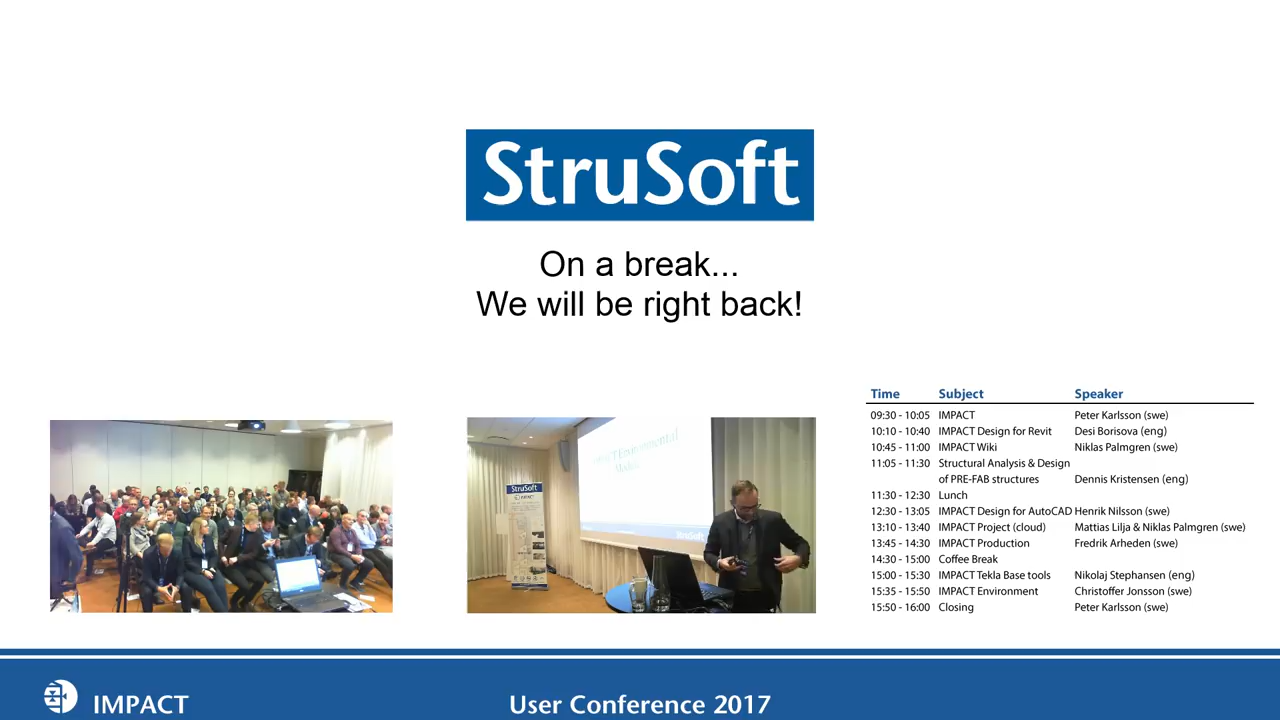 StruSoft
On a break...
We will be right back!
Time Subject Speaker
09:30 - 10:05 IMPACT Peter Karlsson (swe)
10:10 - 10:40 IMPACT Design for Revit Desi Borisova (eng)
10:45 - 11:00 IMPACT Wiki Niklas Palmgren (swe)
11:05 - 11:30 Structural Analysis & Design
of PRE-FAB structures Dennis Kristensen (eng)
11:30 - 12:30 Lunch
12:30 - 13:05 IMPACT Design for AutoCAD Henrik Nilsson (swe)
13:10 - 13:40 IMPACT Project (cloud) Mattias Lilja & Niklas Palmgren (swe)
13:45 - 14:30 IMPACT Production Fredrik Arheden (swe)
14:30 - 15:00 Coffee Break
15:00 - 15:30 IMPACT Tekla Base tools Nikolaj Stephansen (eng)
15:35 - 15:50 IMPACT Environment Christoffer Jonsson (swe)
15:50 - 16:00 Closing Peter Karlsson (swe)
StruSoft
IMPACT
StruSoft
IMPACT
User Conference 2017